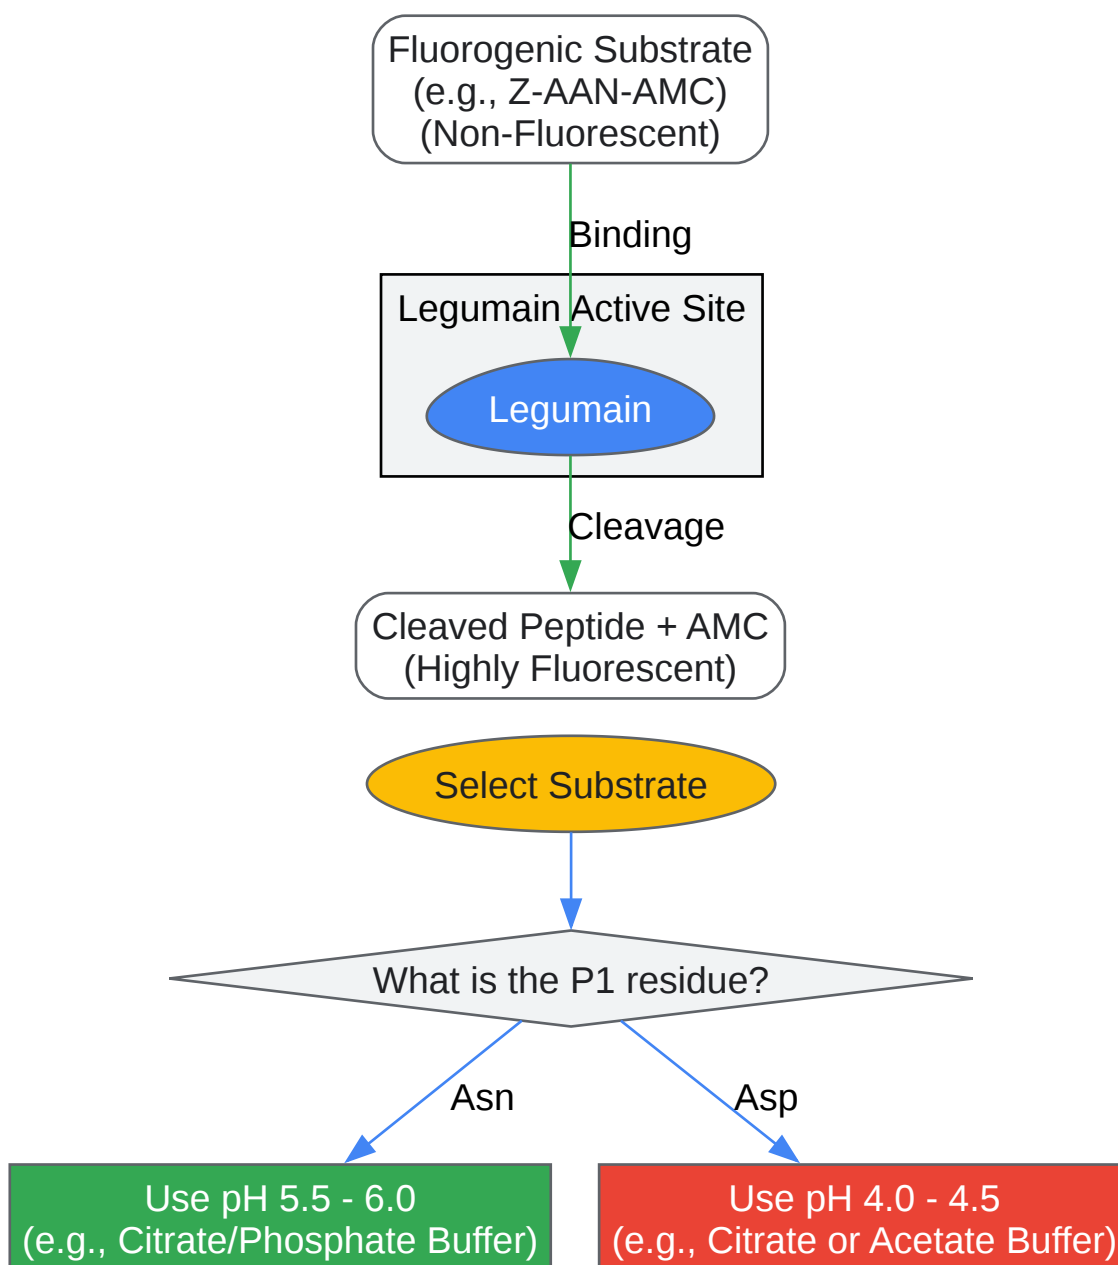 Fluorogenic Substrate
(e.g., Z-AAN-AMC)
(Non-Fluorescent)
Binding
Legumain Active Site
Legumain
Cleavage
Cleaved Peptide + AMC
(Highly Fluorescent)
Select Substrate
What is the P1 residue?
Asn
Asp
Use pH 5.5 - 6.0
(e.g., Citrate/Phosphate Buffer)
Use pH 4.0 - 4.5
(e.g., Citrate or Acetate Buffer)